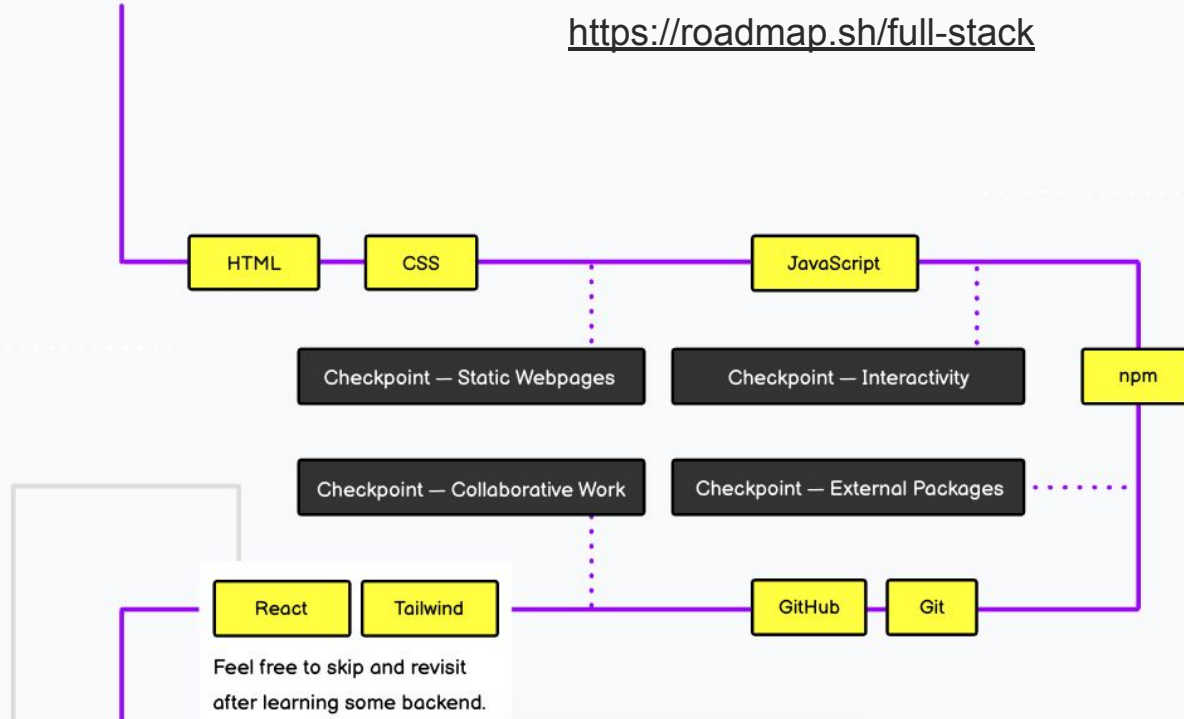 https://roadmap.sh/full-stack
HTML
CSS
JavaScript
Checkpoint — Static Webpages
Checkpoint — Interactivity
npm
Checkpoint — Collaborative Work
Checkpoint — External Packages
React
Tailwind
GitHub
Git
Feel free to skip and revisit
after learning some backend.